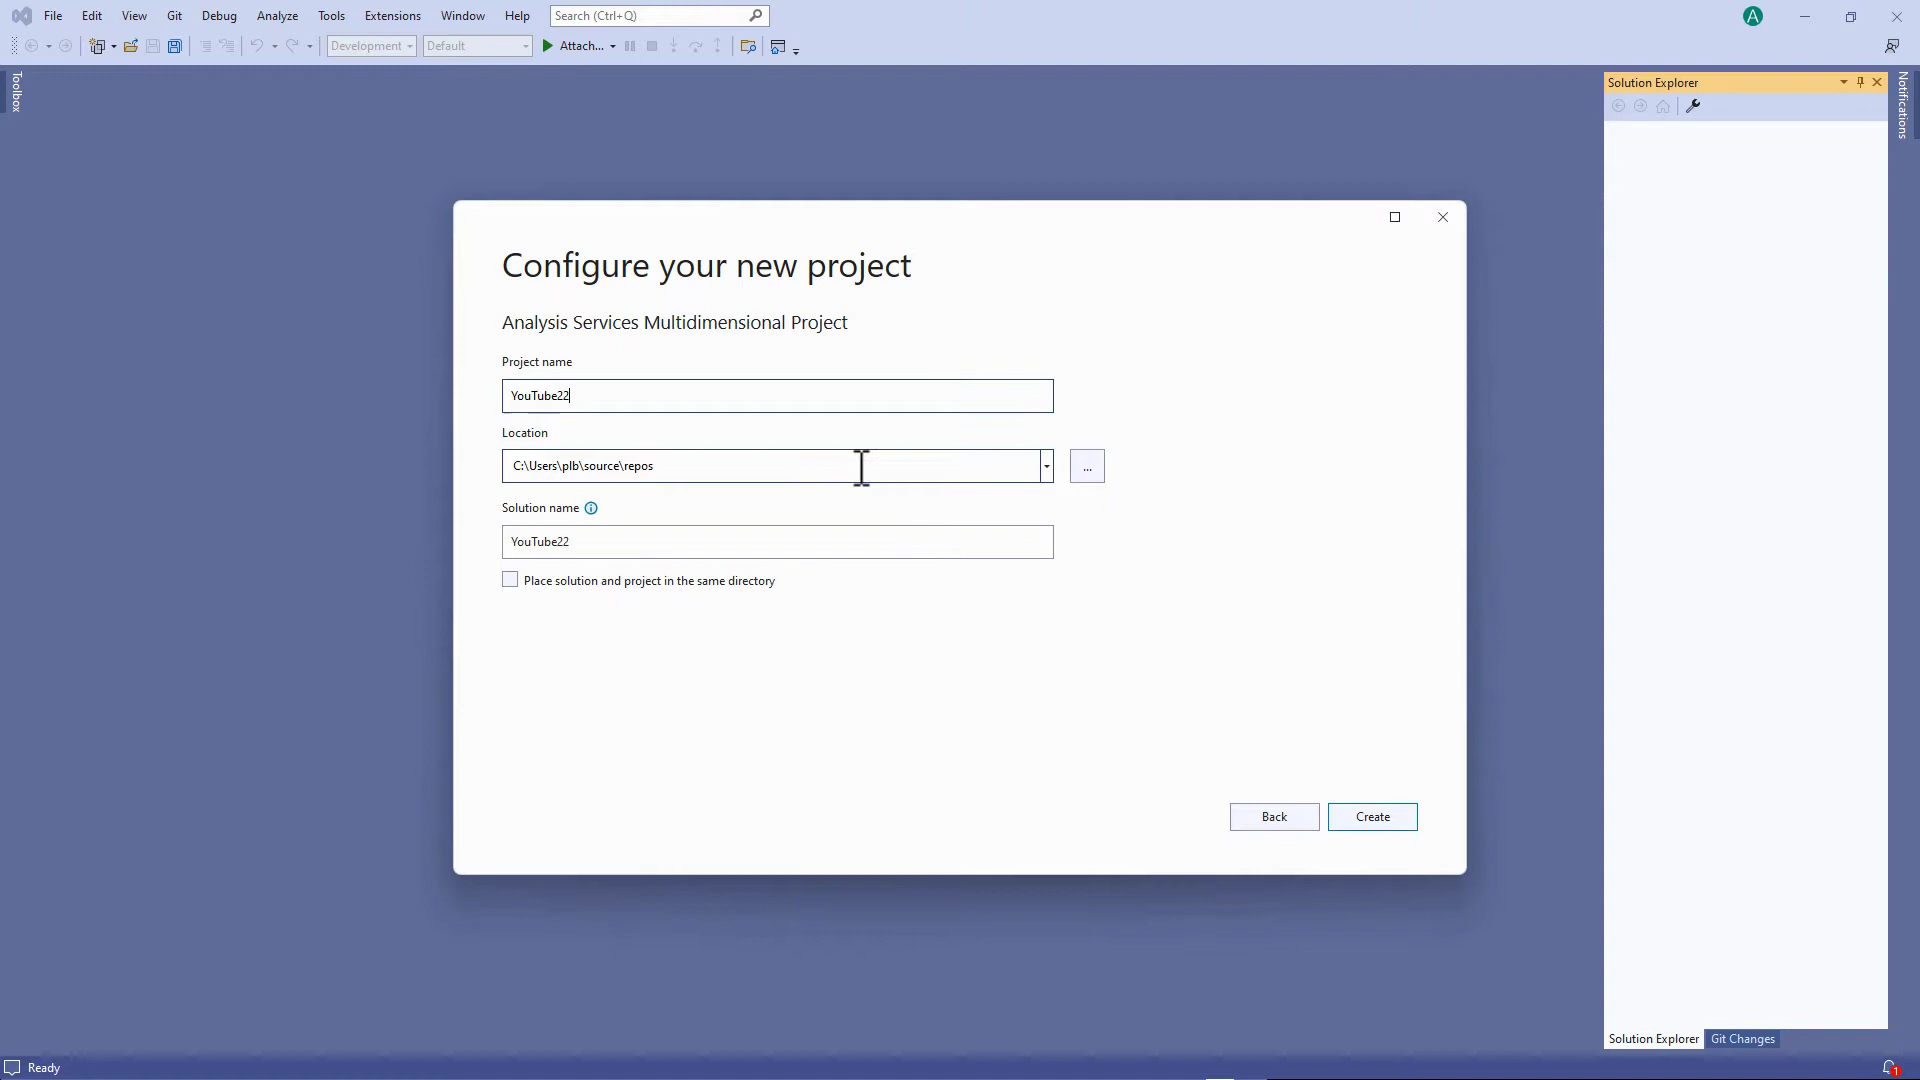 File Edit View Git Debug Analyze Tools Extensions Window Help Search (Ctrl+Q) A
Development Default Attach...
Toolbox
Solution Explorer
Notifications
Configure your new project
Analysis Services Multidimensional Project
Project name
YouTube22
Location
C:\Users\plb\source\repos
...
Solution name
YouTube22
Place solution and project in the same directory
Back Create
Solution Explorer Git Changes
Ready
1